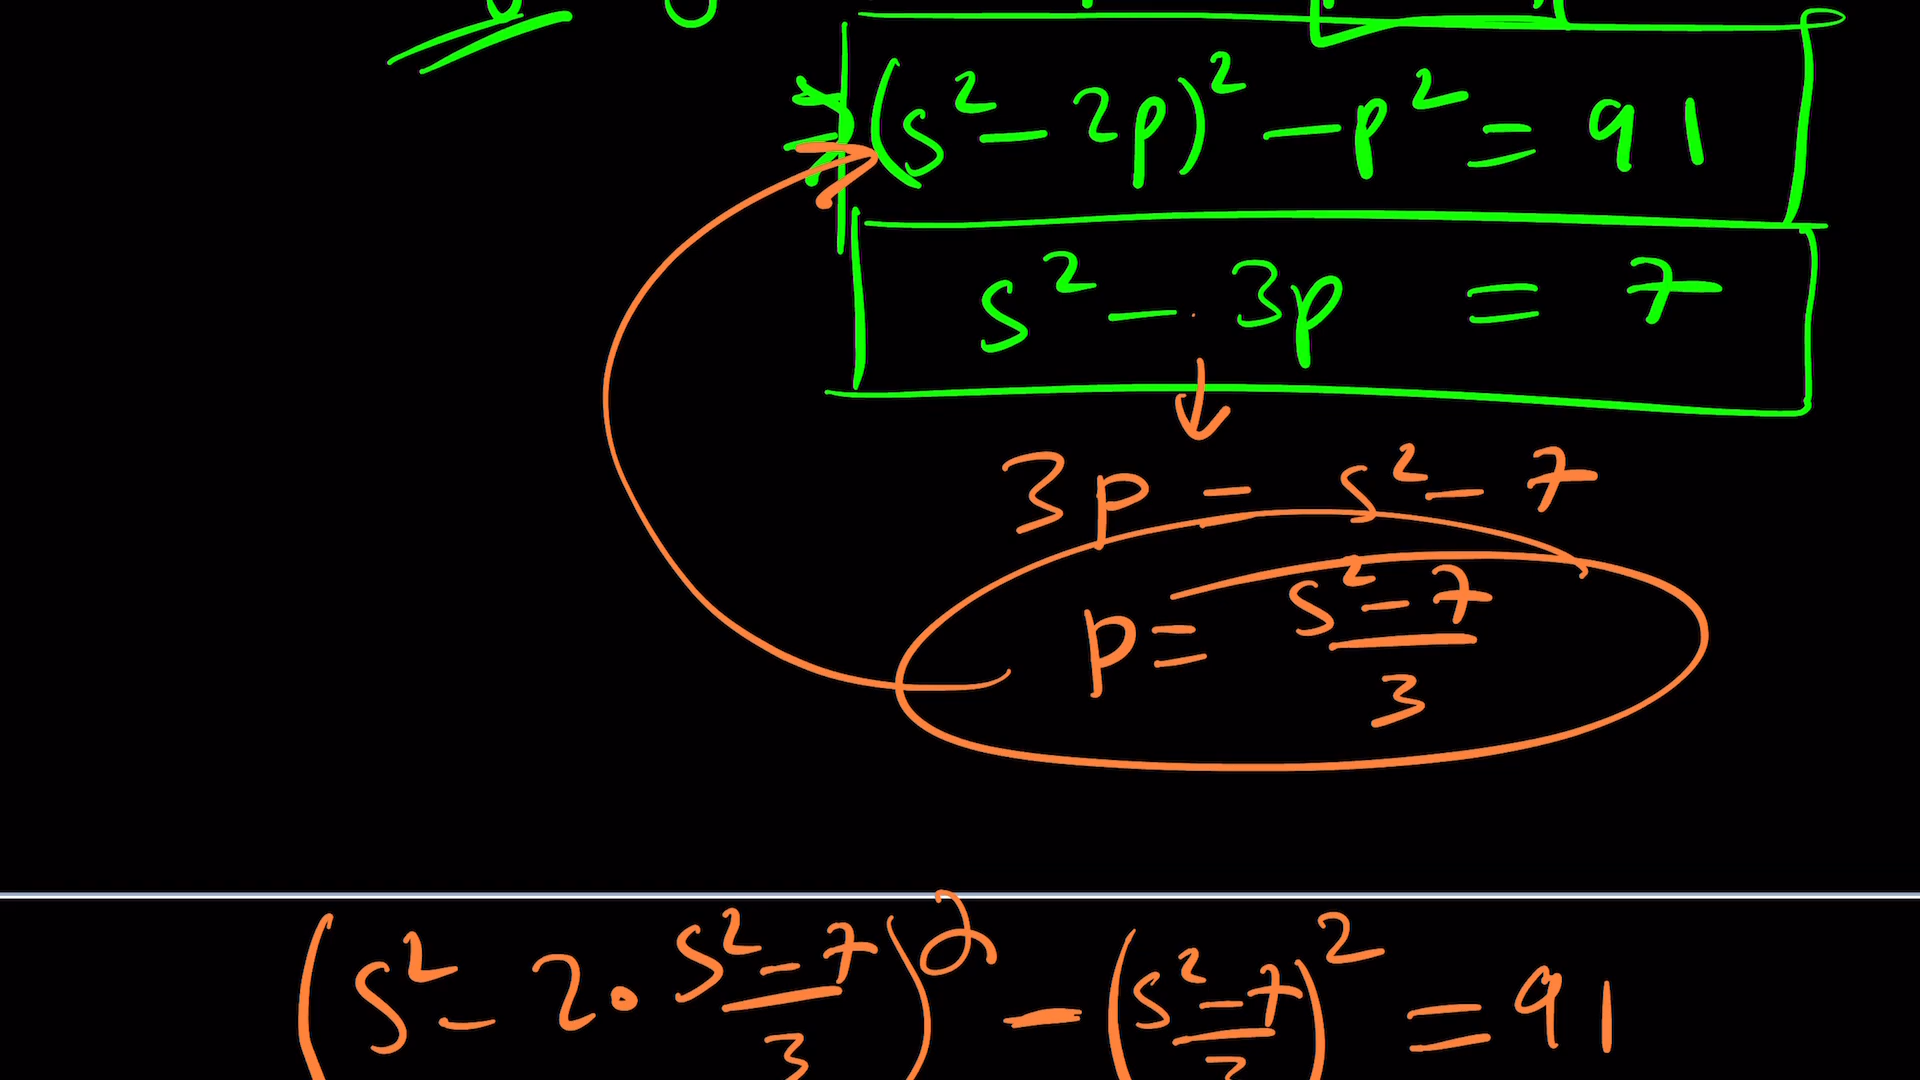 (s² − 2p)² − p² = 91
s² − 3p = 7
3p = s² − 7
p = (s² − 7)/3
(s² − 2 · (s² − 7)/3)² − ((s² − 7)/3)² = 91